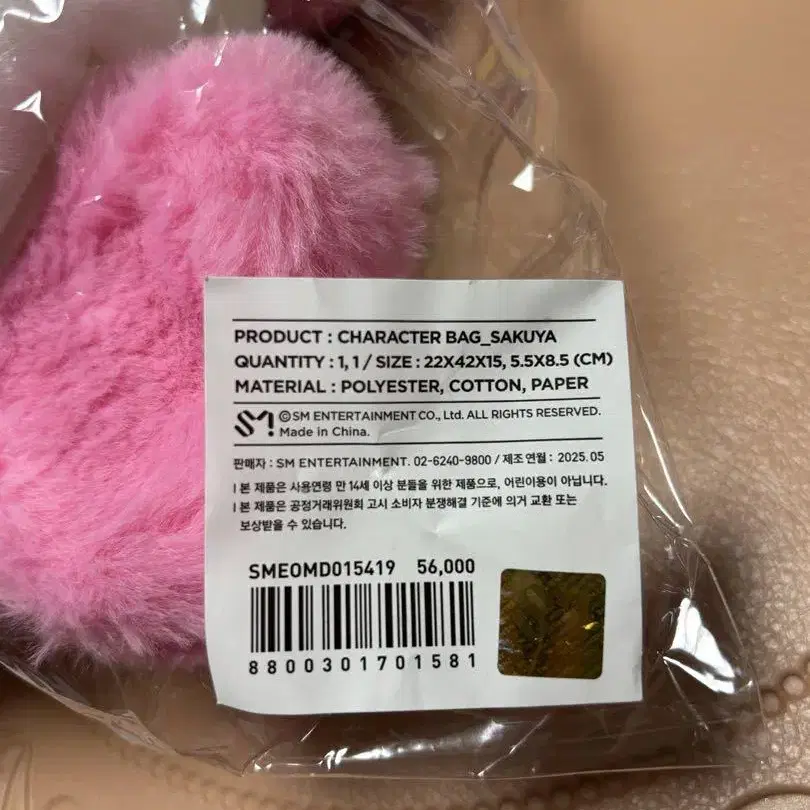 PRODUCT : CHARACTER BAG_SAKUYA
QUANTITY : 1, 1 / SIZE : 22X42X15, 5.5X8.5 (CM)
MATERIAL : POLYESTER, COTTON, PAPER
SM ©SM ENTERTAINMENT CO., Ltd. ALL RIGHTS RESERVED.
Made in China.
판매자 : SM ENTERTAINMENT. 02-6240-9800 / 제조 연월 : 2025.05
ㅣ본 제품은 사용연령 만 14세 이상 분들을 위한 제품으로, 어린이용이 아닙니다.
ㅣ본 제품은 공정거래위원회 고시 소비자 분쟁해결 기준에 의거 교환 또는
보상받을 수 있습니다.
SMEOMD015419 56,000
8800301701581